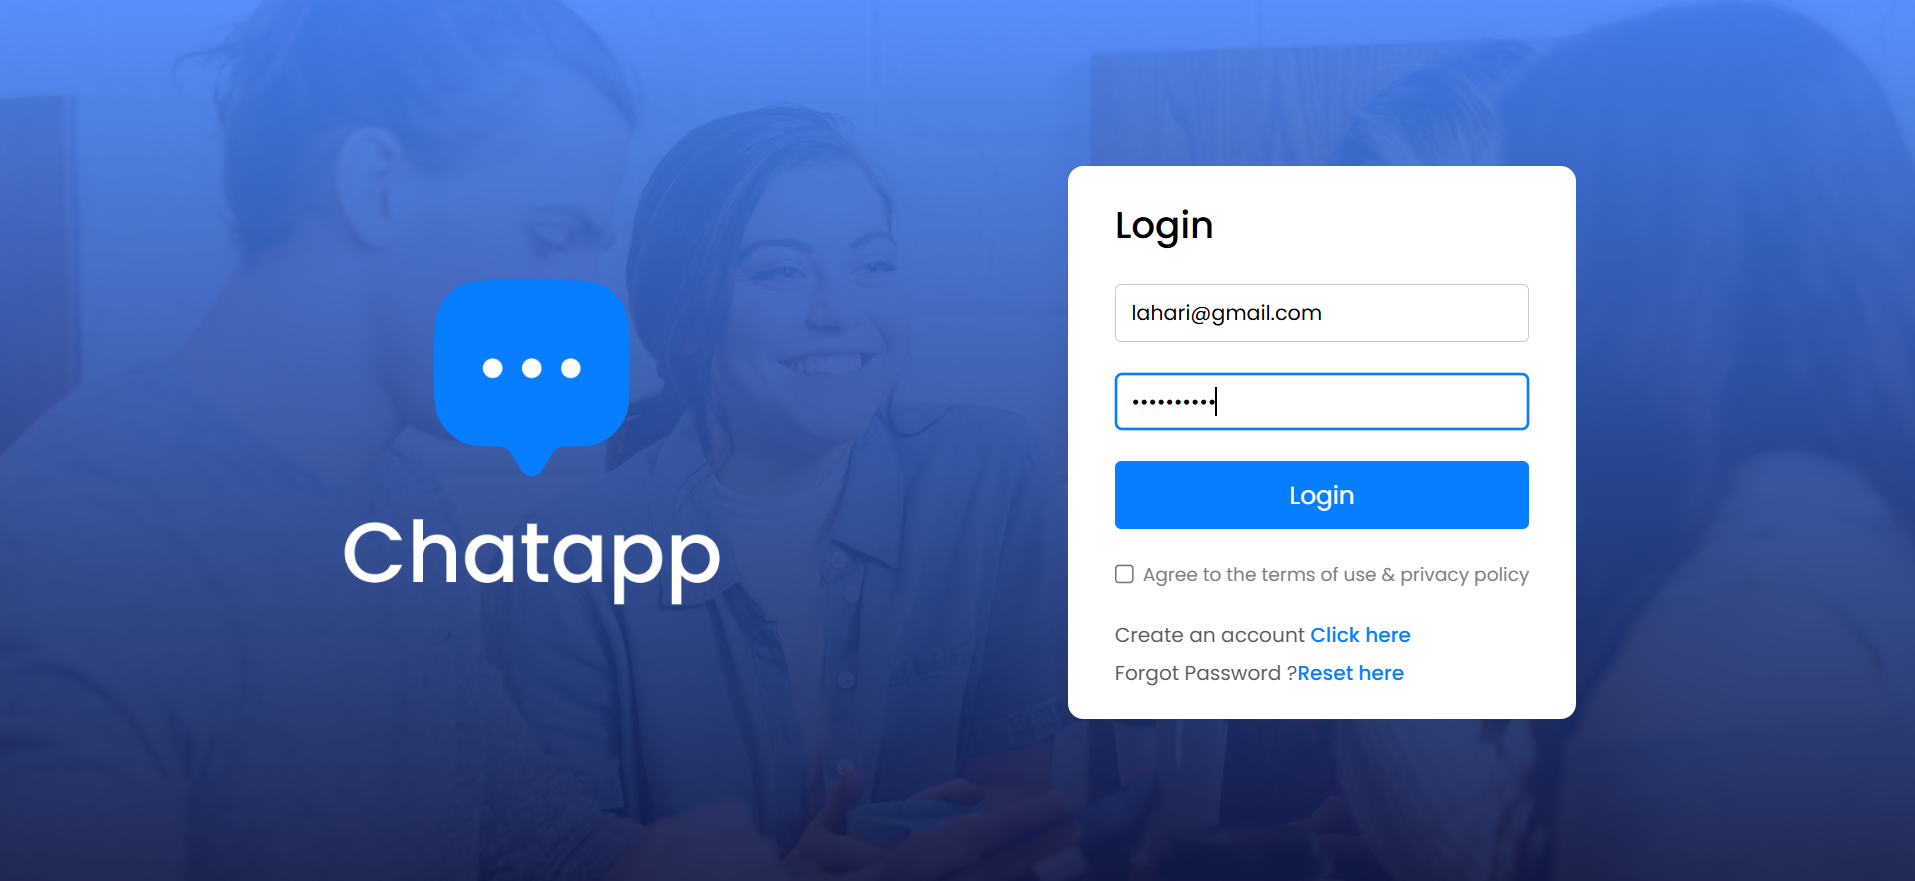 Chatapp
Login
lahari@gmail.com
••••••••••
Login
Agree to the terms of use & privacy policy
Create an account Click here
Forgot Password ?Reset here